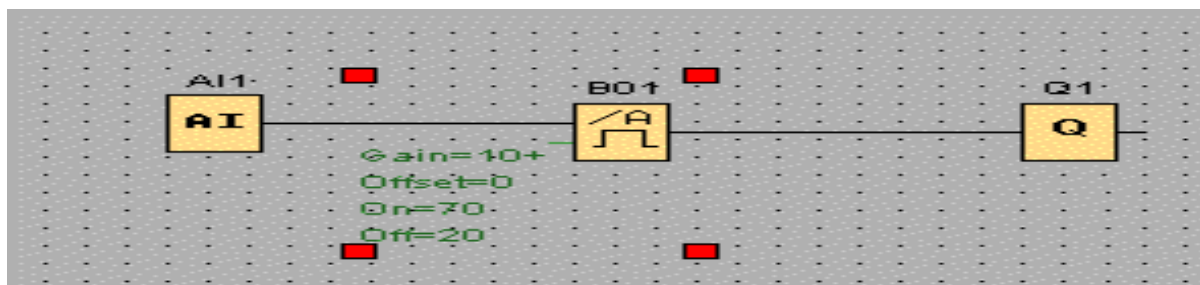 AI1
B01
Q1
AI
A
Q
Gain=10+
Offset=0
On=70
Off=20